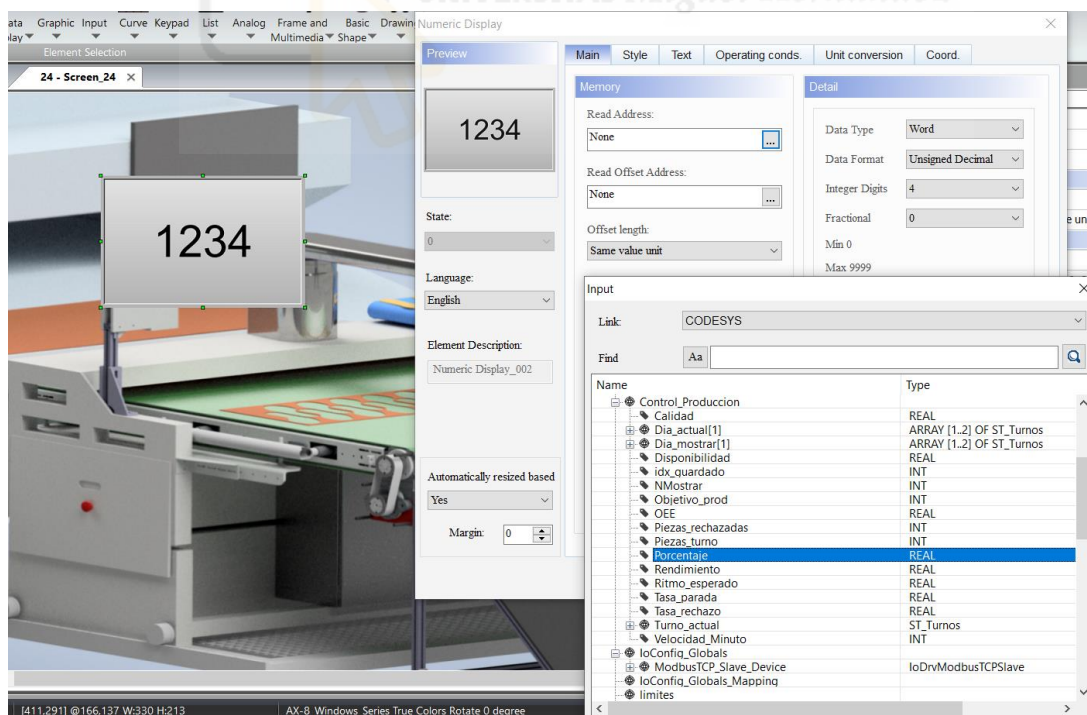 ata Graphic Input Curve Keypad List Analog Frame and Basic Drawin
lay Multimedia Shape
Element Selection
24 - Screen_24 ×
1234
Numeric Display
Preview
1234
State:
0
Language:
English
Element Description:
Numeric Display_002
Automatically resized based
Yes
Margin: 0
Main Style Text Operating conds. Unit conversion Coord.
Memory
Read Address:
None
...
Read Offset Address:
None
...
Offset length:
Same value unit
Detail
Data Type Word
Data Format Unsigned Decimal
Integer Digits 4
Fractional 0
Min 0
Max 9999
e un
Input
Link: CODESYS
Find Aa
Name Type
Control_Produccion
Calidad REAL
Dia_actual[1] ARRAY [1..2] OF ST_Turnos
Dia_mostrar[1] ARRAY [1..2] OF ST_Turnos
Disponibilidad REAL
idx_guardado INT
NMostrar INT
Objetivo_prod INT
OEE REAL
Piezas_rechazadas INT
Piezas_turno INT
Porcentaje REAL
Rendimiento REAL
Ritmo_esperado REAL
Tasa_parada REAL
Tasa_rechazo REAL
Turno_actual ST_Turnos
Velocidad_Minuto INT
IoConfig_Globals
ModbusTCP_Slave_Device IoDrvModbusTCPSlave
IoConfig_Globals_Mapping
limites
[411,291] @166,137 W:330 H:213 AX-8 Windows Series True Colors Rotate 0 degree